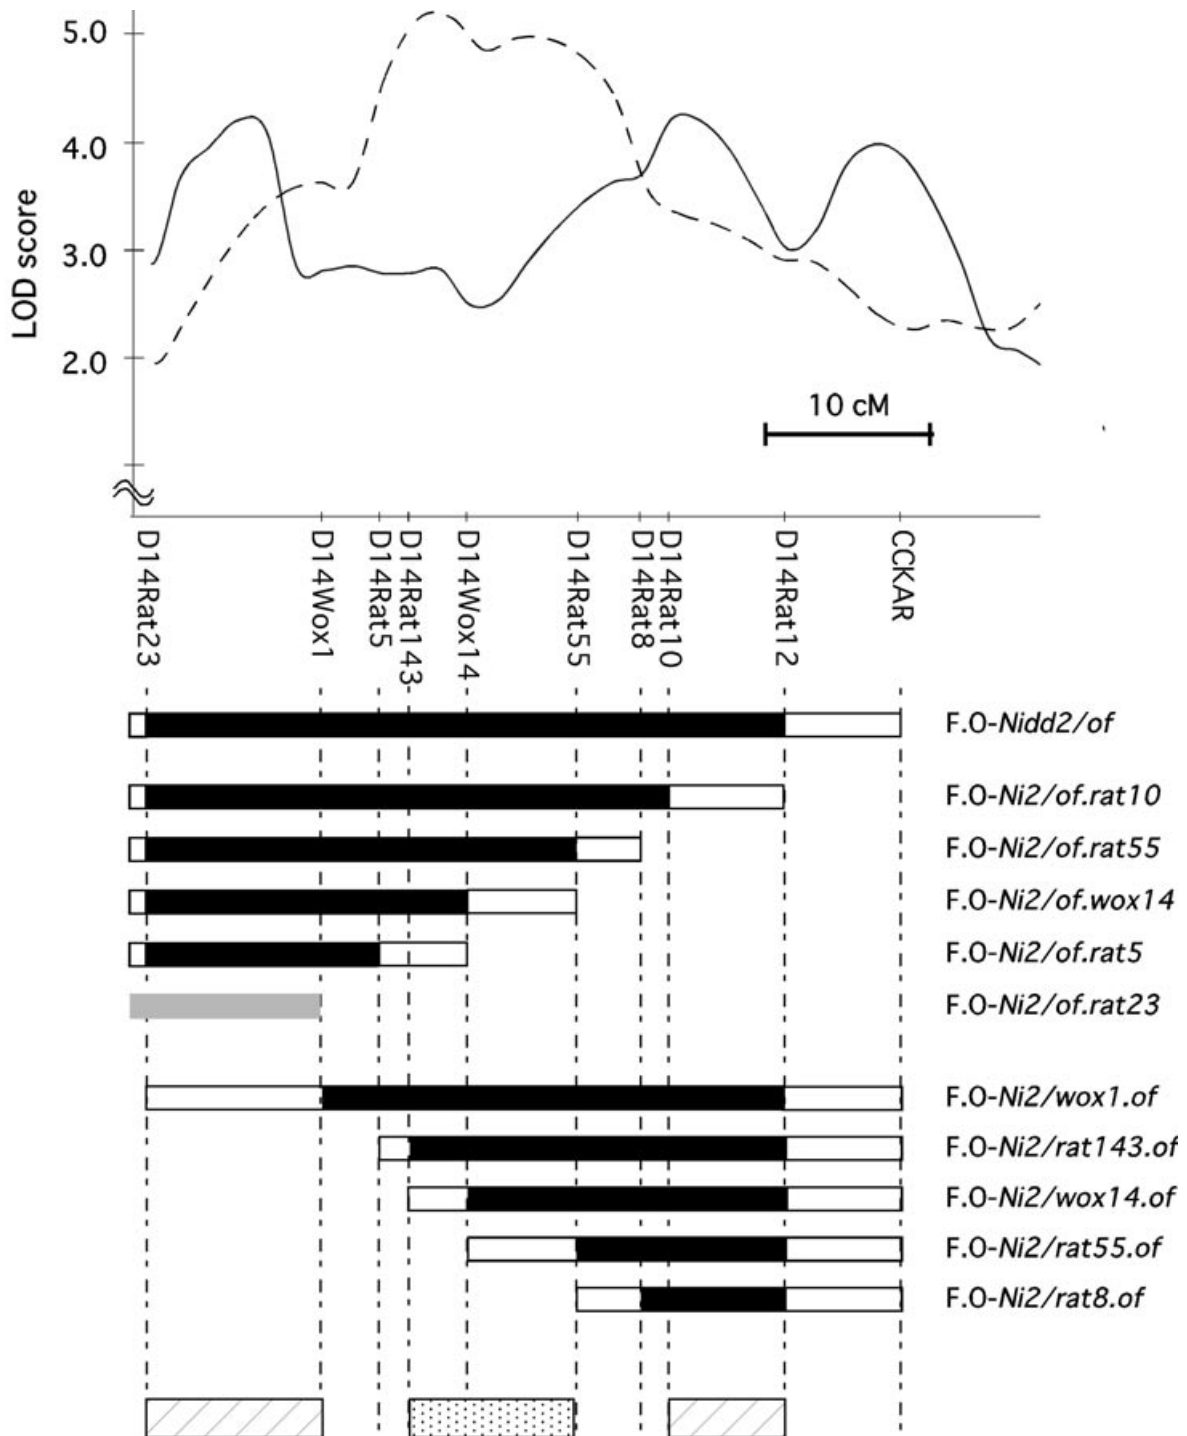 5.0
4.0
3.0
2.0
LOD score
10 cM
D14Rat23
D14Wox1
D14Rat5
D14Rat143
D14Wox14
D14Rat55
D14Rat8
D14Rat10
D14Rat12
CCKAR
F.O-Nidd2/of
F.O-Ni2/of.rat10
F.O-Ni2/of.rat55
F.O-Ni2/of.wox14
F.O-Ni2/of.rat5
F.O-Ni2/of.rat23
F.O-Ni2/wox1.of
F.O-Ni2/rat143.of
F.O-Ni2/wox14.of
F.O-Ni2/rat55.of
F.O-Ni2/rat8.of